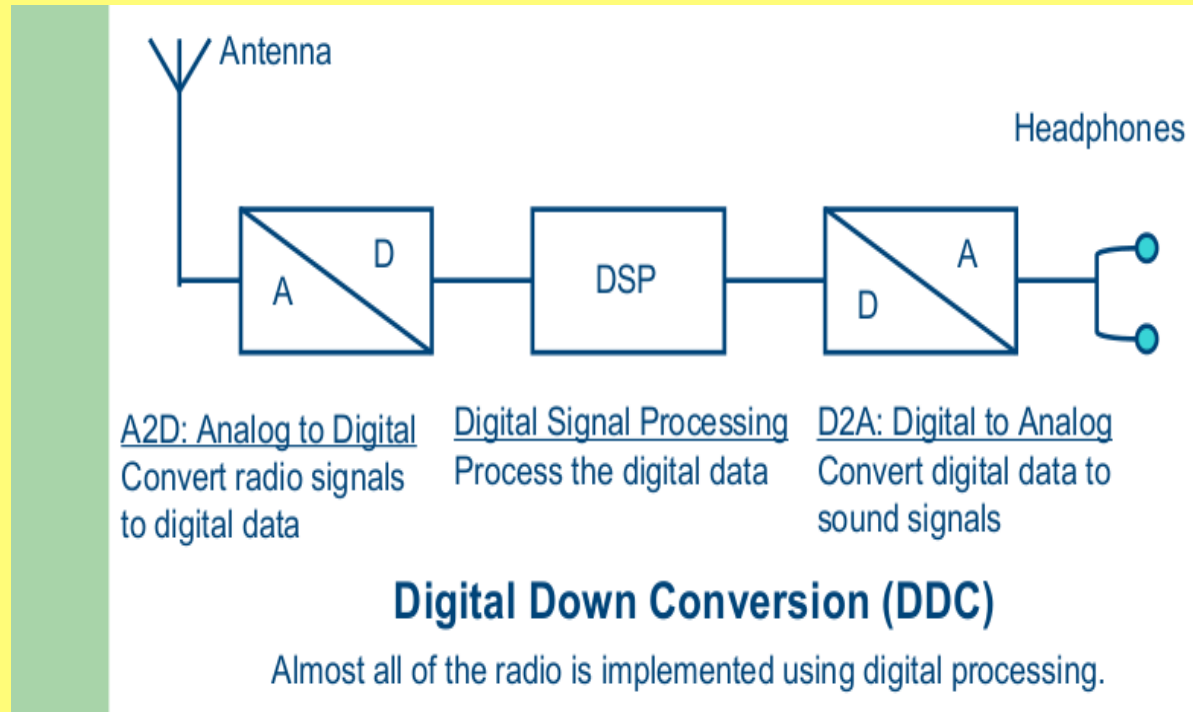 Antenna
Headphones
A
D
DSP
D
A
A2D: Analog to Digital
Convert radio signals
to digital data
Digital Signal Processing
Process the digital data
D2A: Digital to Analog
Convert digital data to
sound signals
Digital Down Conversion (DDC)
Almost all of the radio is implemented using digital processing.